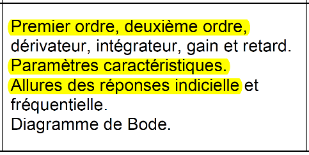 Premier ordre, deuxième ordre,
dérivateur, intégrateur, gain et retard.
Paramètres caractéristiques.
Allures des réponses indicielle et
fréquentielle.
Diagramme de Bode.